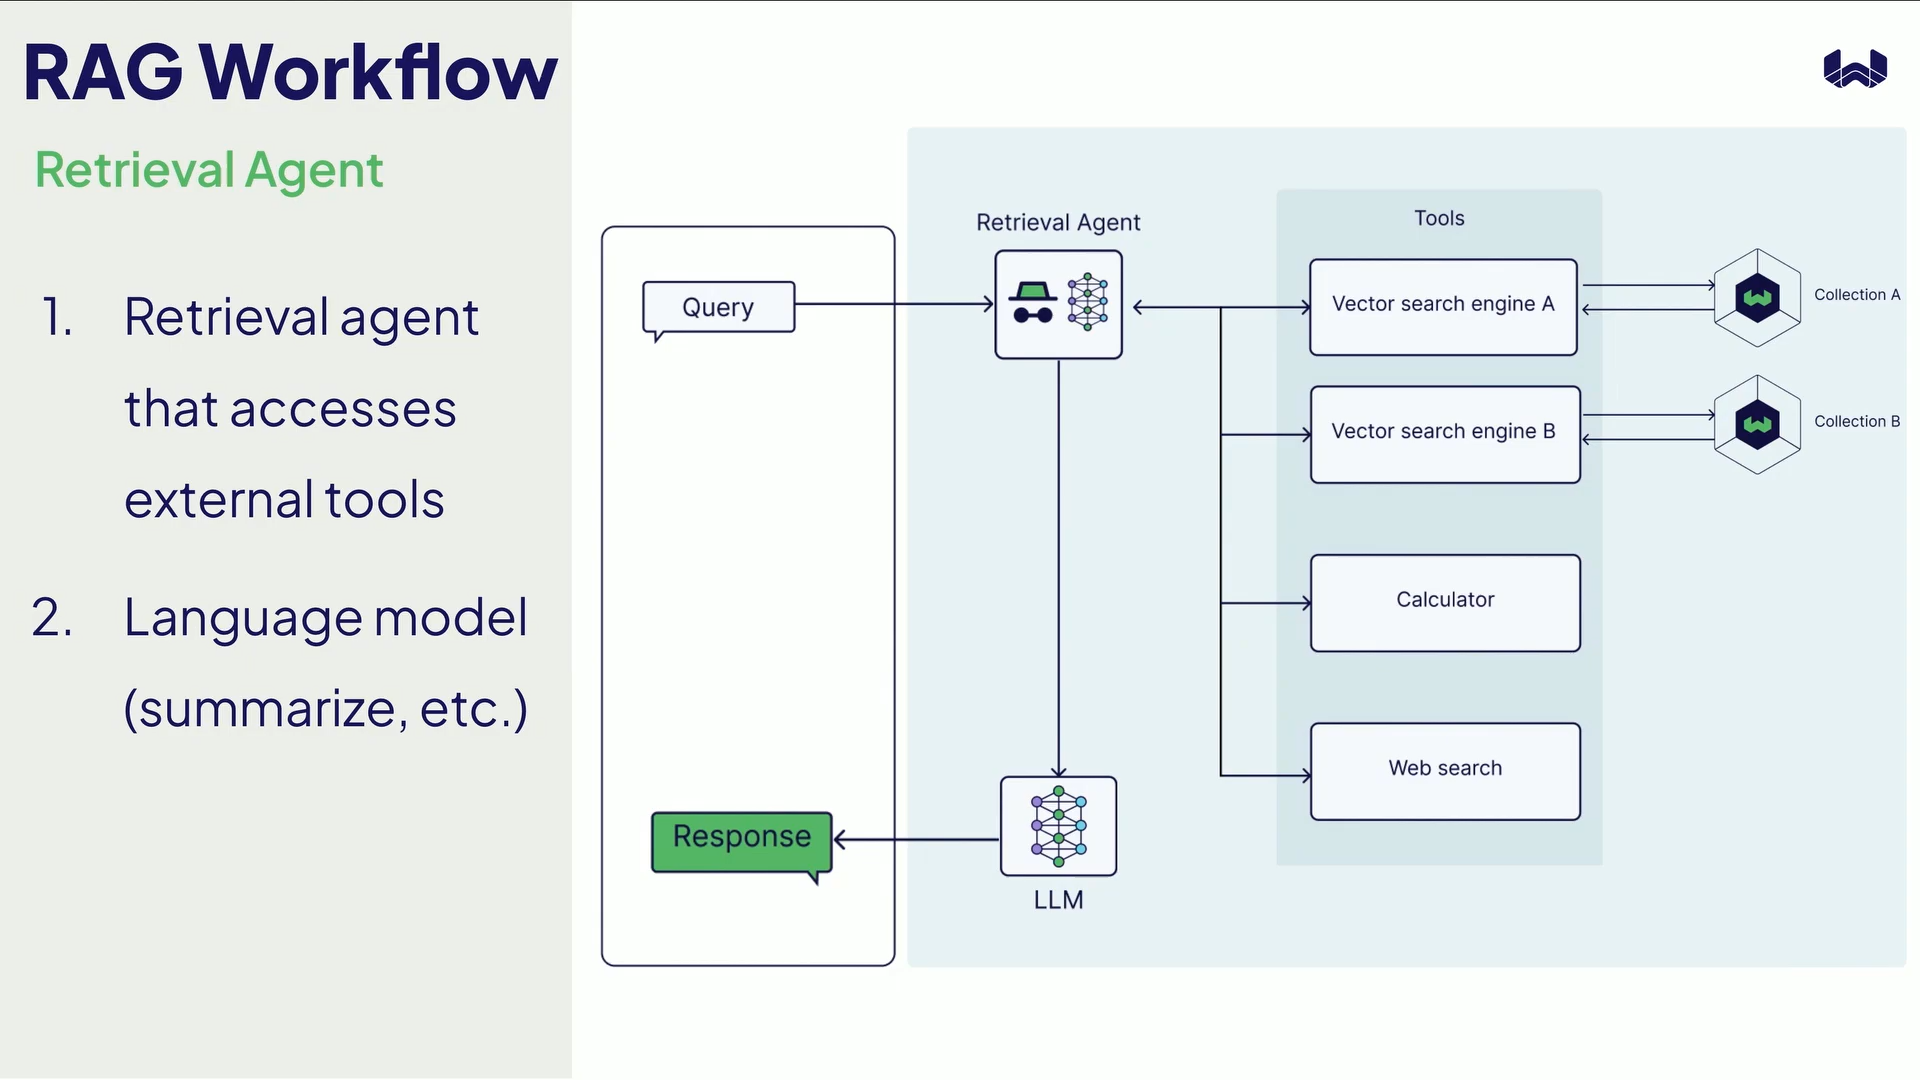 RAG Workflow
Retrieval Agent
1. Retrieval agent
that accesses
external tools
2. Language model
(summarize, etc.)
Query
Response
Retrieval Agent
LLM
Tools
Vector search engine A
Vector search engine B
Calculator
Web search
Collection A
Collection B